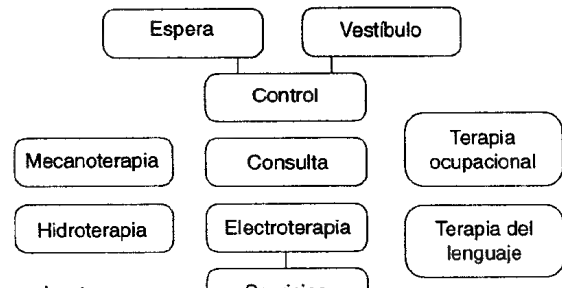 Espera
Vestíbulo
Control
Mecanoterapia
Consulta
Terapia
ocupacional
Hidroterapia
Electroterapia
Terapia del
lenguaje